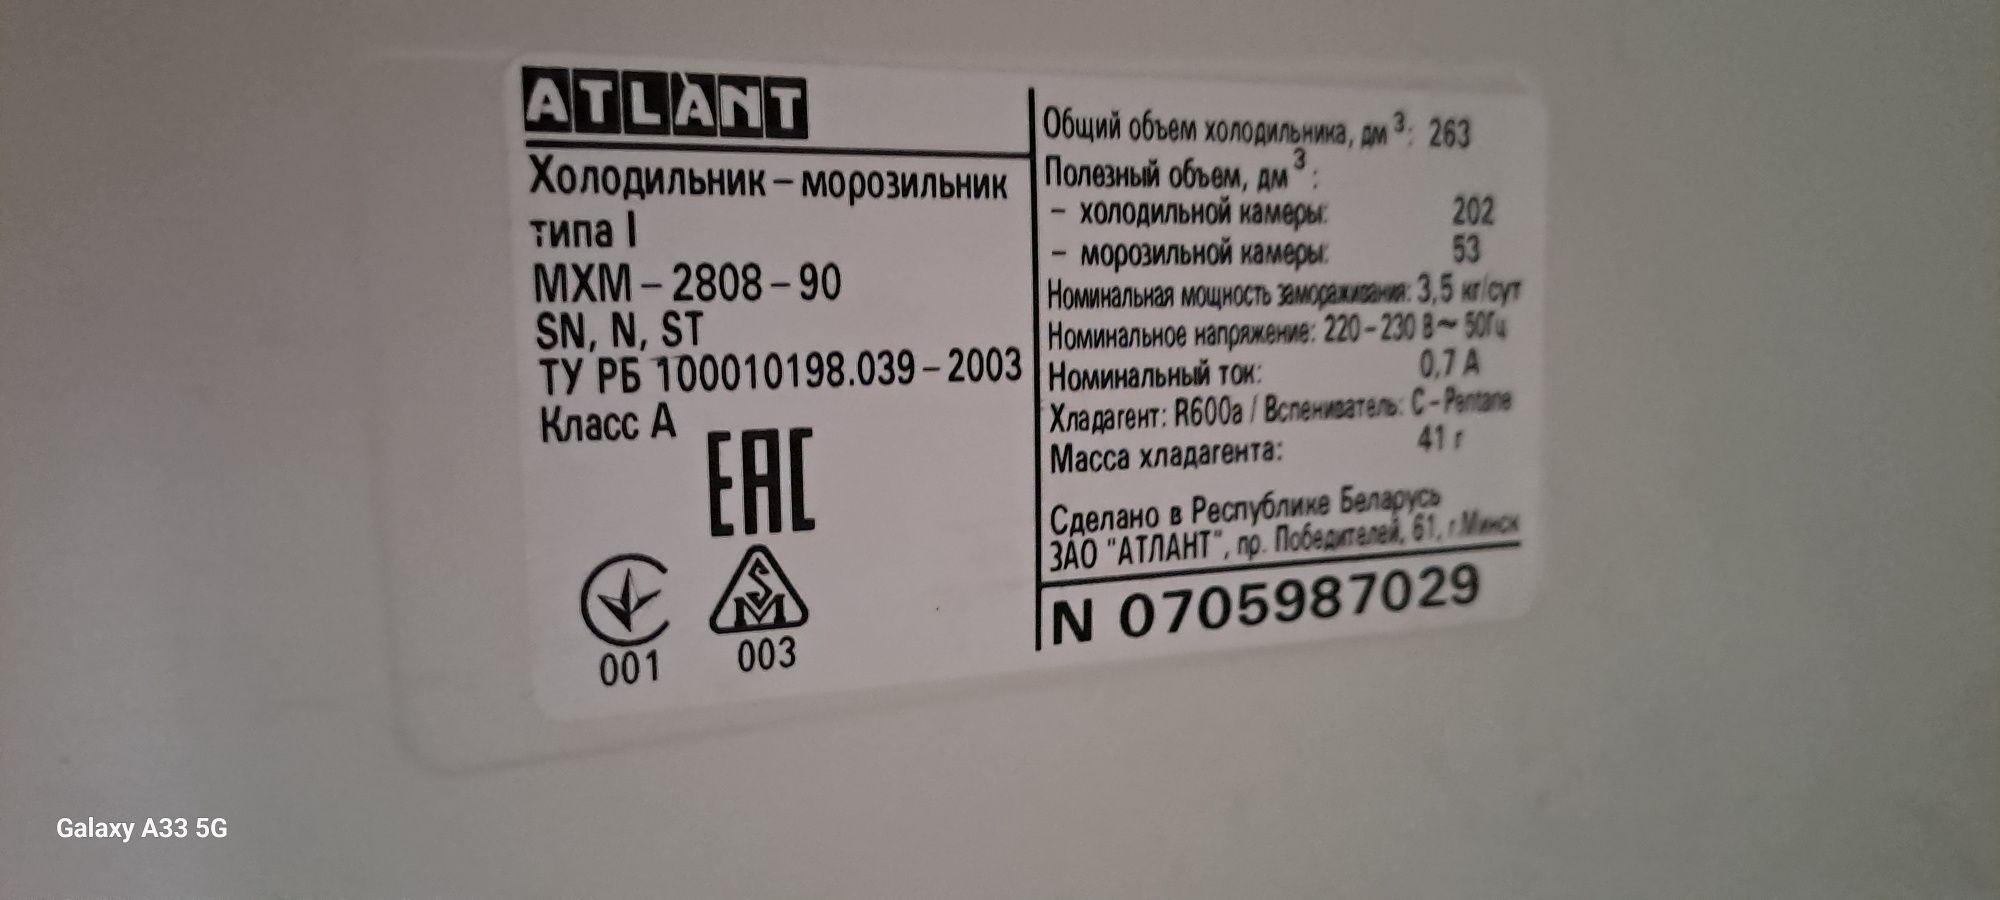 ATLANT
Холодильник – морозильник
типа I
МХМ – 2808 – 90
SN, N, ST
ТУ РБ 100010198.039 – 2003
Класс А
EAC
001
SM
003
Общий объем холодильника, дм³: 263
Полезный объем, дм³:
– холодильной камеры: 202
– морозильной камеры: 53
Номинальная мощность замораживания: 3,5 кг/сут
Номинальное напряжение: 220 – 230 В ~ 50Гц
Номинальный ток: 0,7 А
Хладагент: R600a / Вспениватель: C – Pentane
Масса хладагента: 41 г
Сделано в Республике Беларусь
ЗАО "АТЛАНТ", пр. Победителей, 61, г.Минск
N 0705987029
Galaxy A33 5G